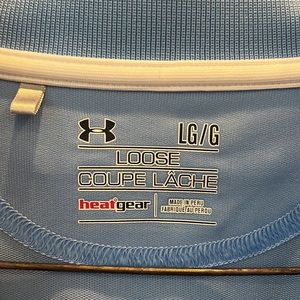 LG/G
LOOSE
COUPE LÂCHE
heatgear
MADE IN PERU
FABRIQUÉ AU PÉROU